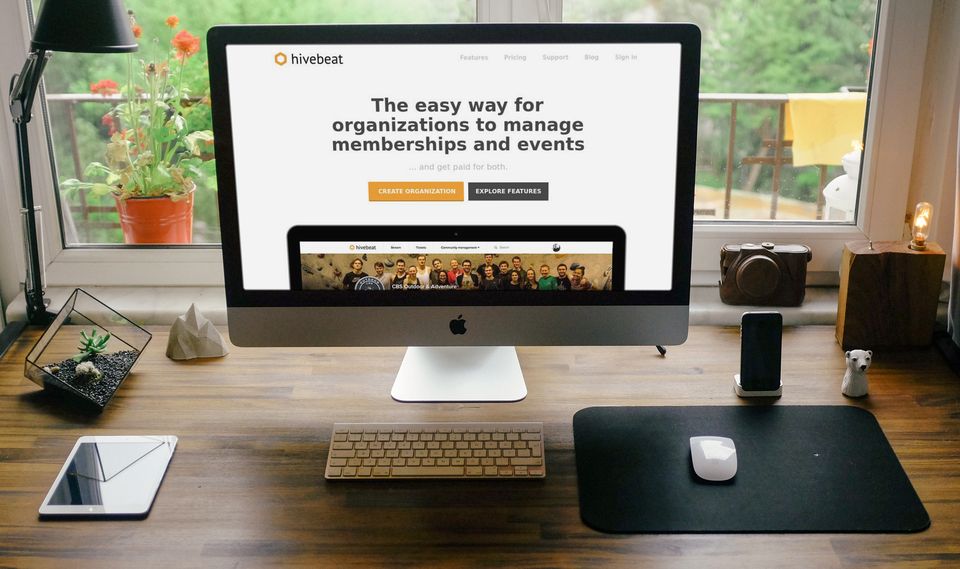 hivebeat
Features Pricing Support Blog Sign in
The easy way for
organizations to manage
memberships and events
... and get paid for both.
CREATE ORGANIZATION EXPLORE FEATURES
hivebeat Stream Tickets Community management Search
CBS Outdoor & Adventure